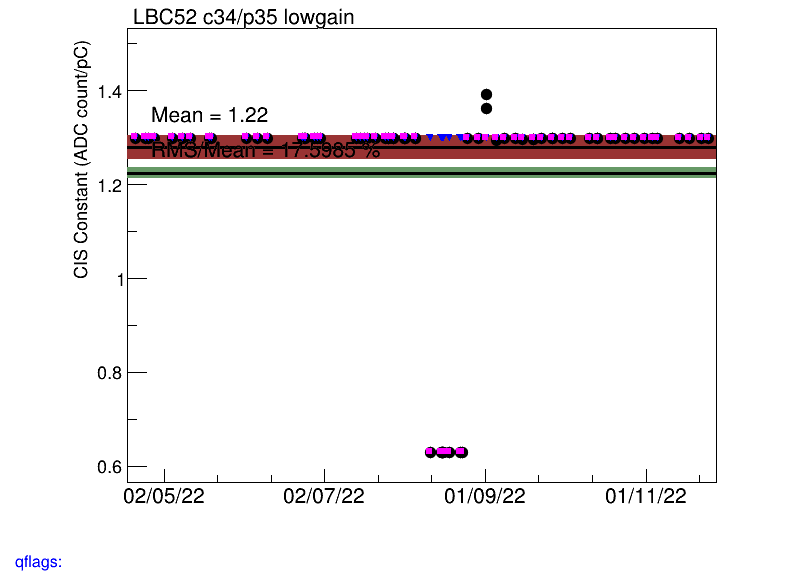 LBC52 c34/p35 lowgain
CIS Constant (ADC count/pC)
1.4
1.2
1
0.8
0.6
Mean = 1.22
RMS/Mean = 17.5985 %
02/05/22 02/07/22 01/09/22 01/11/22
qflags: